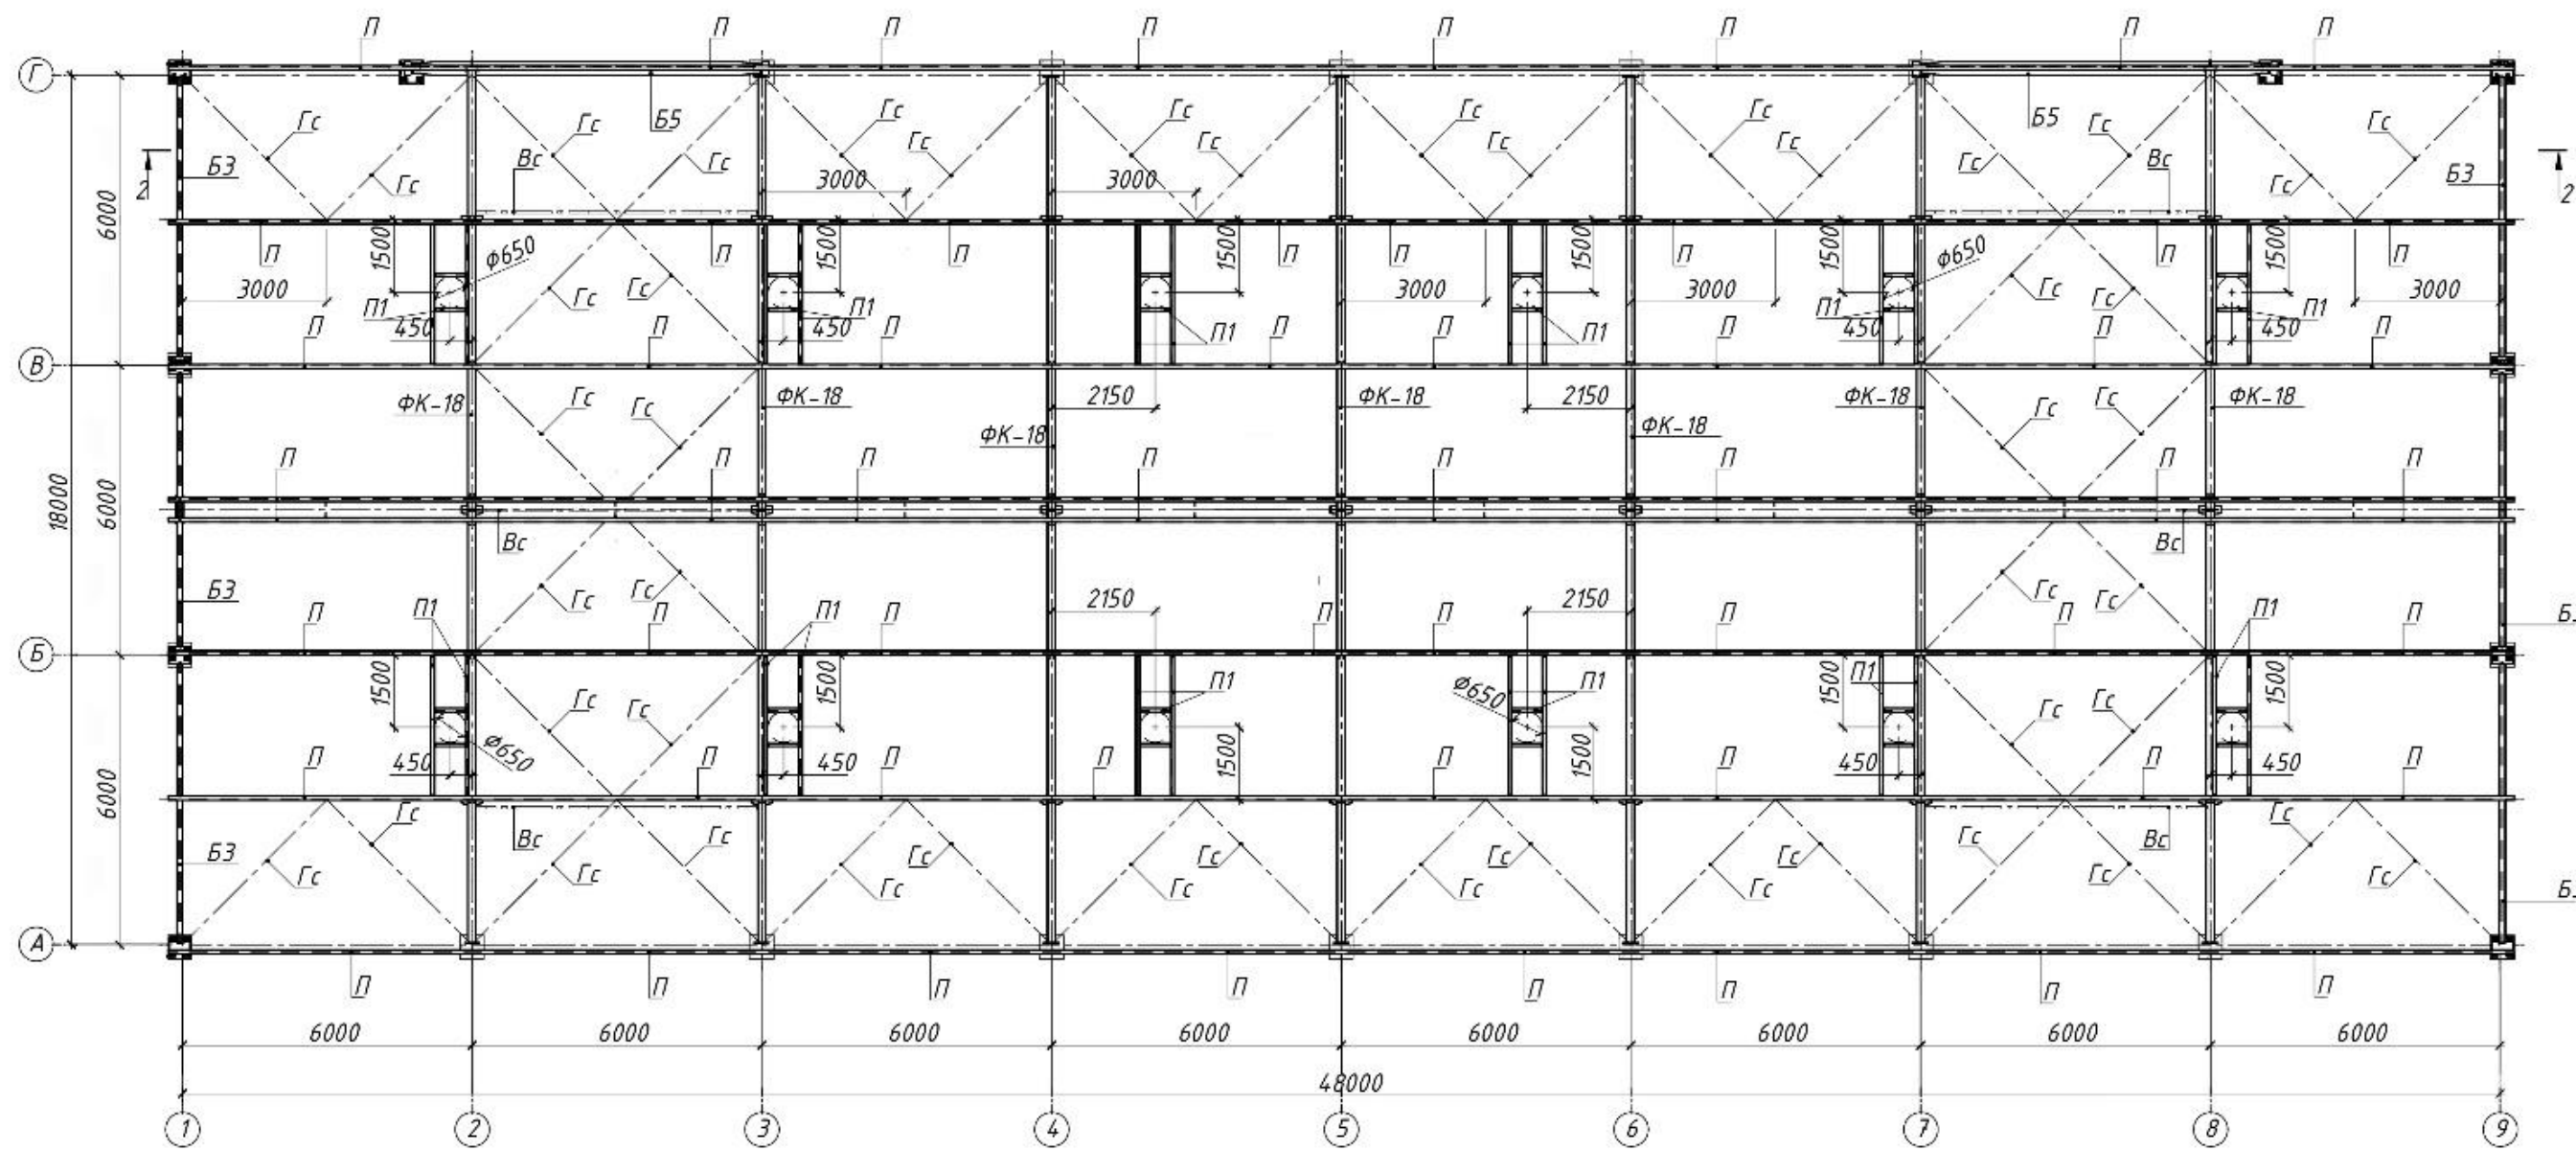 П П П П П П П П
Г
Гс Гс Б5 Гс Гс Гс Гс Б5 Гс Гс
Гс Вс Гс Гс Гс Гс Гс Гс Вс
2 Б3 Гс 3000 3000 Гс Б3 2
6000
П 1500 ϕ650 П 1500 П 1500 П П 1500 П 1500 ϕ650 П 1500 П
3000 Гс Гс 3000 3000 Гс Гс 3000
П1 450 П1 450 П1 П1 П1 450 П1 450
П П П П П П П П
В
ФК-18 Гс Гс ФК-18 2150 ФК-18 2150 ФК-18 Гс Гс ФК-18
ФК-18 ФК-18
П П П П П П П П
18000
6000
Вс Вс
Б3 П1 Гс Гс П1 2150 2150 Гс Гс П1
П П П П П П П П П Б
Б
1500 Гс Гс 1500 П1 ϕ650 П1 1500 П1 Гс Гс 1500
450 ϕ650 450 1500 1500 450 450
П П П П П П П П
6000
Гс Вс Гс Гс Гс Гс Гс Гс Вс Гс
Б3 Гс Гс Гс Гс Гс Гс Гс Гс Б
А
П П П П П П П П
6000 6000 6000 6000 6000 6000 6000 6000
48000
1 2 3 4 5 6 7 8 9